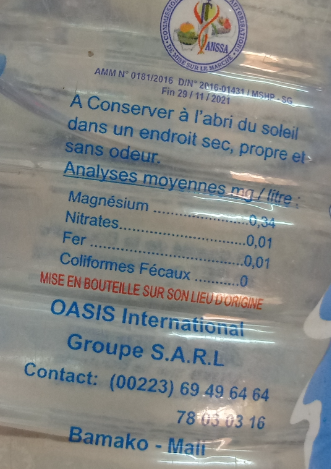 ANSSA
AMM N° 0181/2016 D/N° 2016-01431 / MSHP - SG
Fin 29 / 11 / 2021
A Conserver à l'abri du soleil
dans un endroit sec, propre et
sans odeur.
Analyses moyennes mg / litre :
Magnésium ........................0,34
Nitrates................................0,01
Fer .......................................0,01
Coliformes Fécaux ...........0
MISE EN BOUTEILLE SUR SON LIEU D'ORIGINE
OASIS International
Groupe S.A.R.L
Contact: (00223) 69 49 64 64
78 03 03 16
Bamako - Mali